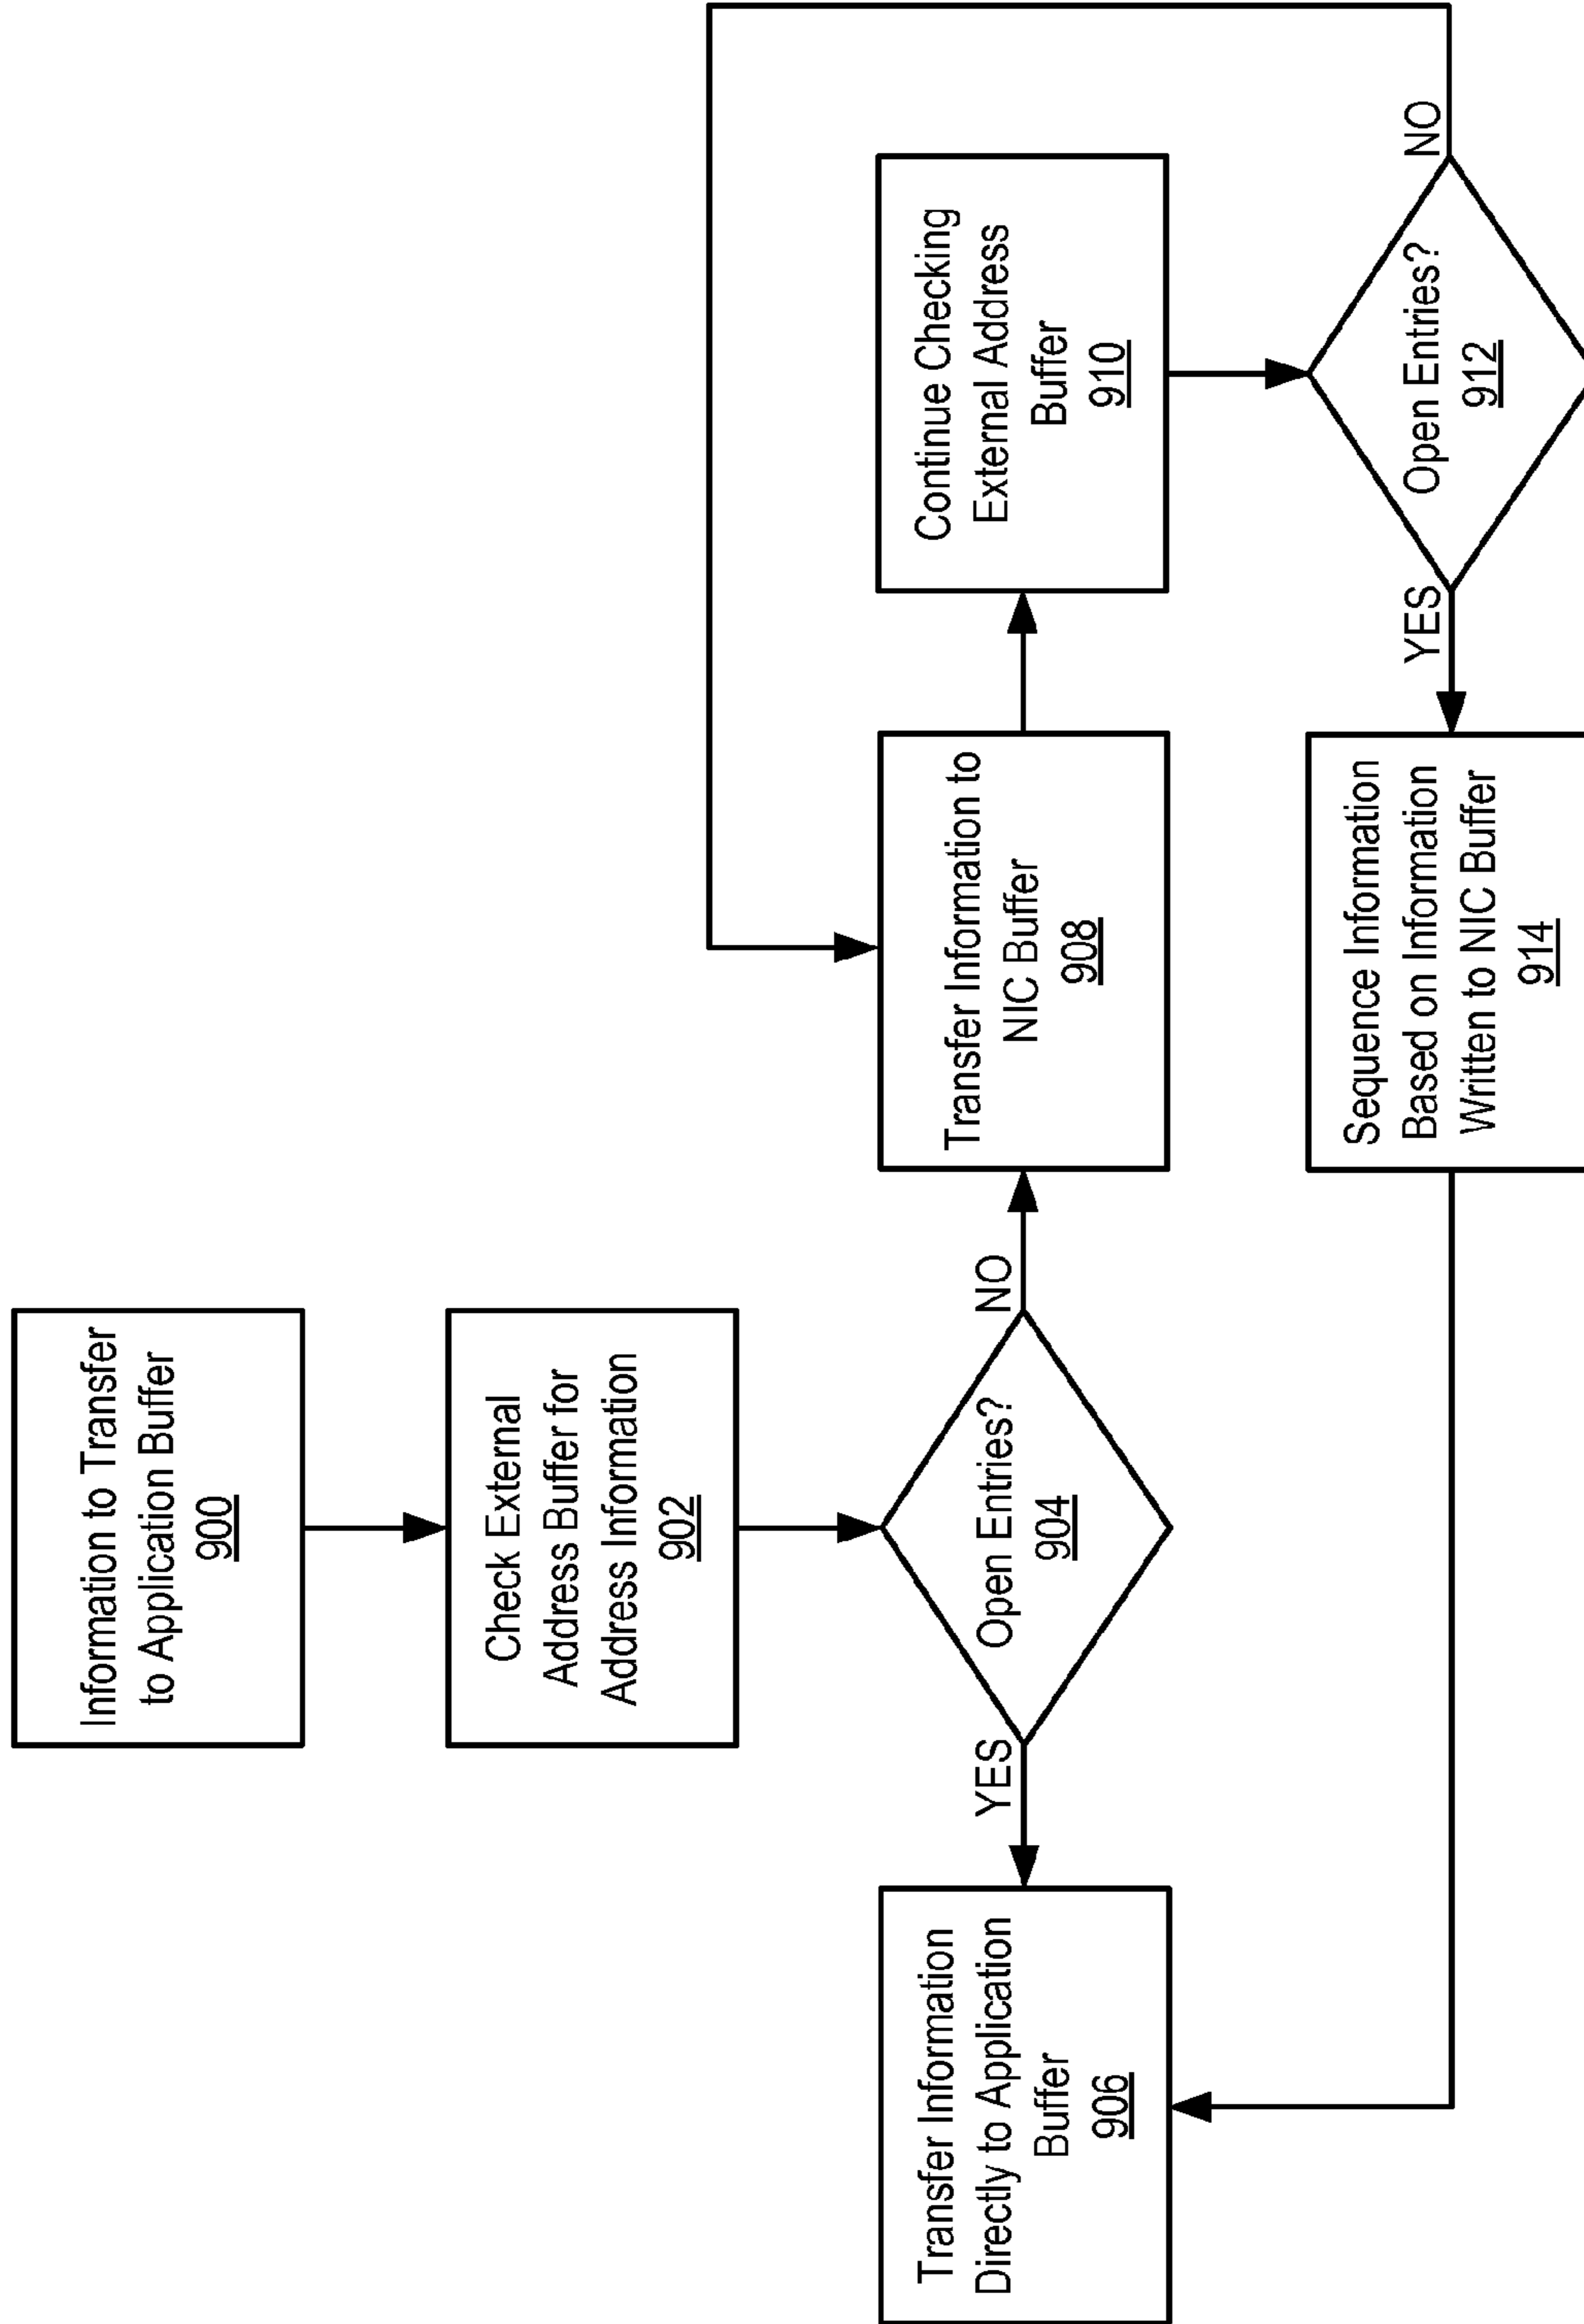 Information to Transfer
to Application Buffer
900
Check External
Address Buffer for
Address Information
902
Open Entries?
904
YES
NO
Transfer Information
Directly to Application
Buffer
906
Transfer Information to
NIC Buffer
908
Continue Checking
External Address
Buffer
910
Open Entries?
912
YES
NO
Sequence Information
Based on Information
Written to NIC Buffer
914